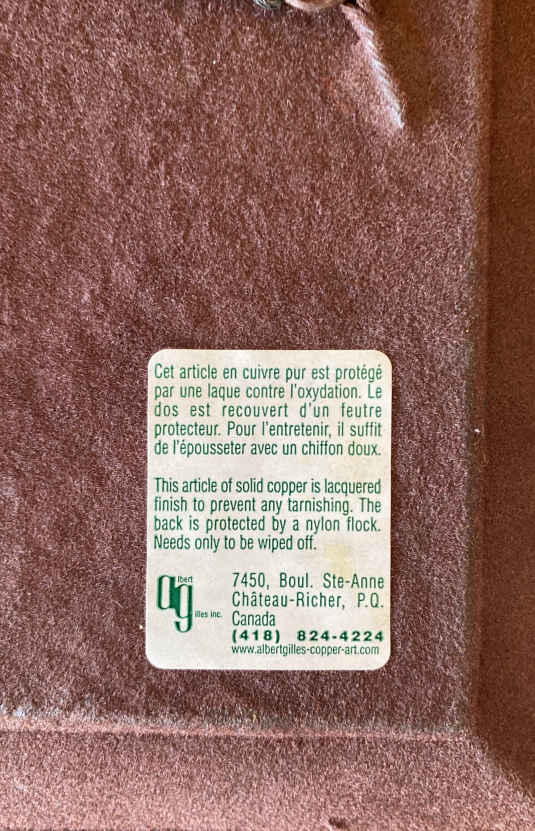 Cet article en cuivre pur est protégé
par une laque contre l'oxydation. Le
dos est recouvert d'un feutre
protecteur. Pour l'entretenir, il suffit
de l'épousseter avec un chiffon doux.
This article of solid copper is lacquered
finish to prevent any tarnishing. The
back is protected by a nylon flock.
Needs only to be wiped off.
albert
gilles inc.
7450, Boul. Ste-Anne
Château-Richer, P.Q.
Canada
(418) 824-4224
www.albertgilles-copper-art.com